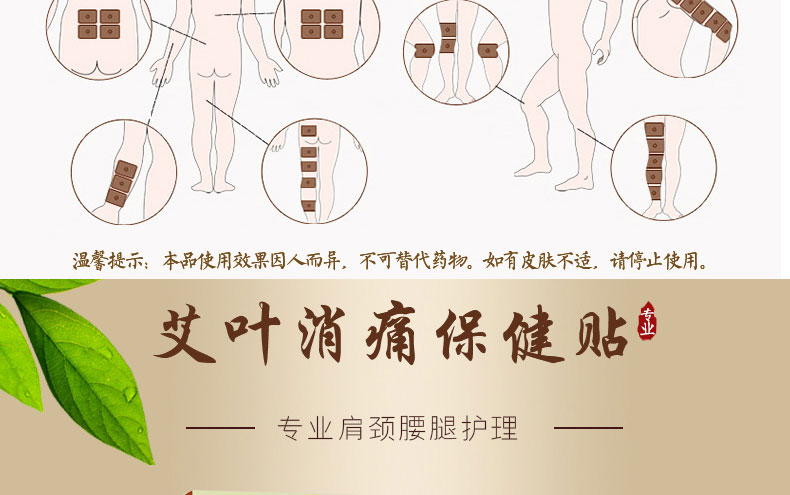 温馨提示：本品使用效果因人而异，不可替代药物。如有皮肤不适，请停止使用。
艾叶消痛保健贴
专业
专业肩颈腰腿护理